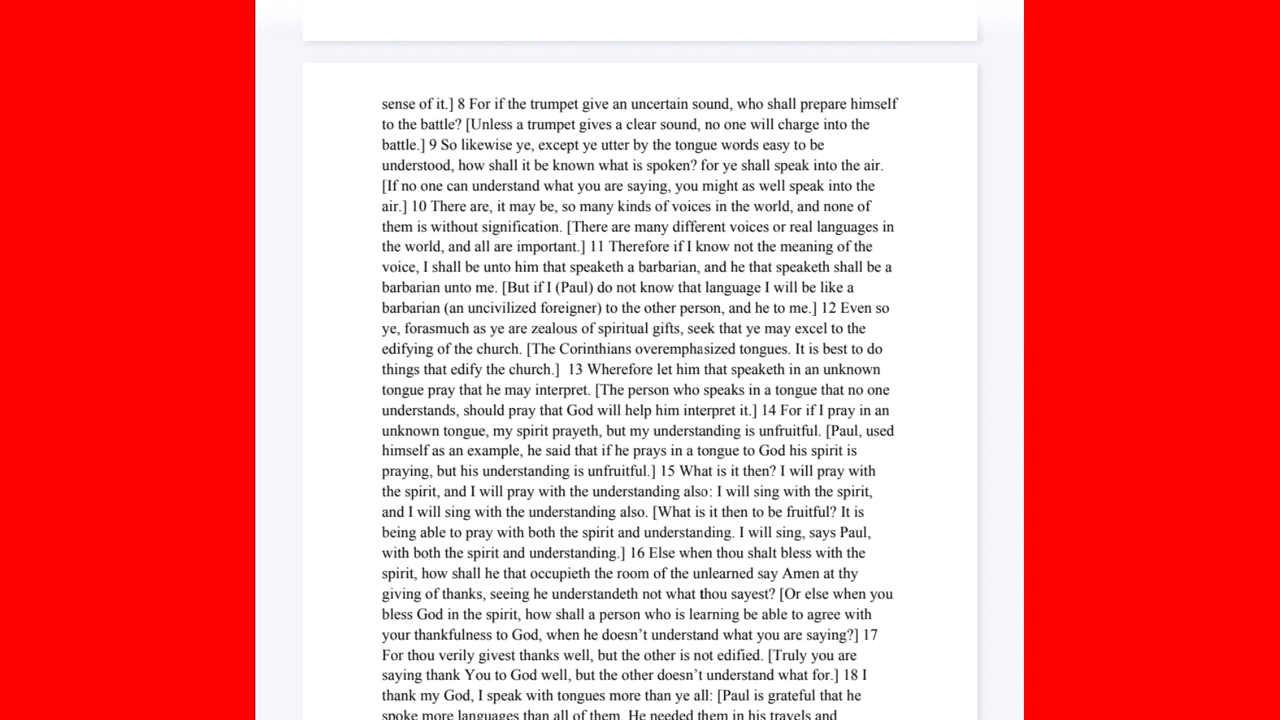 sense of it.] 8 For if the trumpet give an uncertain sound, who shall prepare himself
to the battle? [Unless a trumpet gives a clear sound, no one will charge into the
battle.] 9 So likewise ye, except ye utter by the tongue words easy to be
understood, how shall it be known what is spoken? for ye shall speak into the air.
[If no one can understand what you are saying, you might as well speak into the
air.] 10 There are, it may be, so many kinds of voices in the world, and none of
them is without signification. [There are many different voices or real languages in
the world, and all are important.] 11 Therefore if I know not the meaning of the
voice, I shall be unto him that speaketh a barbarian, and he that speaketh shall be a
barbarian unto me. [But if I (Paul) do not know that language I will be like a
barbarian (an uncivilized foreigner) to the other person, and he to me.] 12 Even so
ye, forasmuch as ye are zealous of spiritual gifts, seek that ye may excel to the
edifying of the church. [The Corinthians overemphasized tongues. It is best to do
things that edify the church.]  13 Wherefore let him that speaketh in an unknown
tongue pray that he may interpret. [The person who speaks in a tongue that no one
understands, should pray that God will help him interpret it.] 14 For if I pray in an
unknown tongue, my spirit prayeth, but my understanding is unfruitful. [Paul, used
himself as an example, he said that if he prays in a tongue to God his spirit is
praying, but his understanding is unfruitful.] 15 What is it then? I will pray with
the spirit, and I will pray with the understanding also: I will sing with the spirit,
and I will sing with the understanding also. [What is it then to be fruitful? It is
being able to pray with both the spirit and understanding. I will sing, says Paul,
with both the spirit and understanding.] 16 Else when thou shalt bless with the
spirit, how shall he that occupieth the room of the unlearned say Amen at thy
giving of thanks, seeing he understandeth not what thou sayest? [Or else when you
bless God in the spirit, how shall a person who is learning be able to agree with
your thankfulness to God, when he doesn’t understand what you are saying?] 17
For thou verily givest thanks well, but the other is not edified. [Truly you are
saying thank You to God well, but the other doesn’t understand what for.] 18 I
thank my God, I speak with tongues more than ye all: [Paul is grateful that he
spoke more languages than all of them. He needed them in his travels and